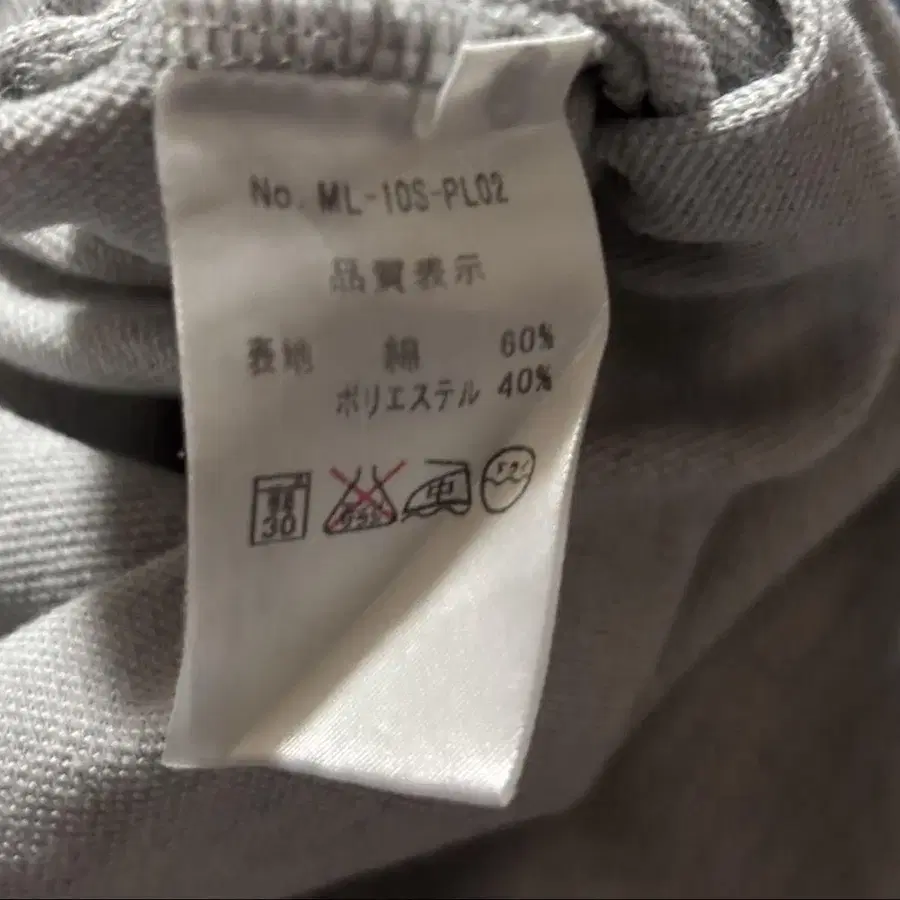 No. ML-10S-PL02
品質表示
表地 綿 60%
ポリエステル 40%
30 中